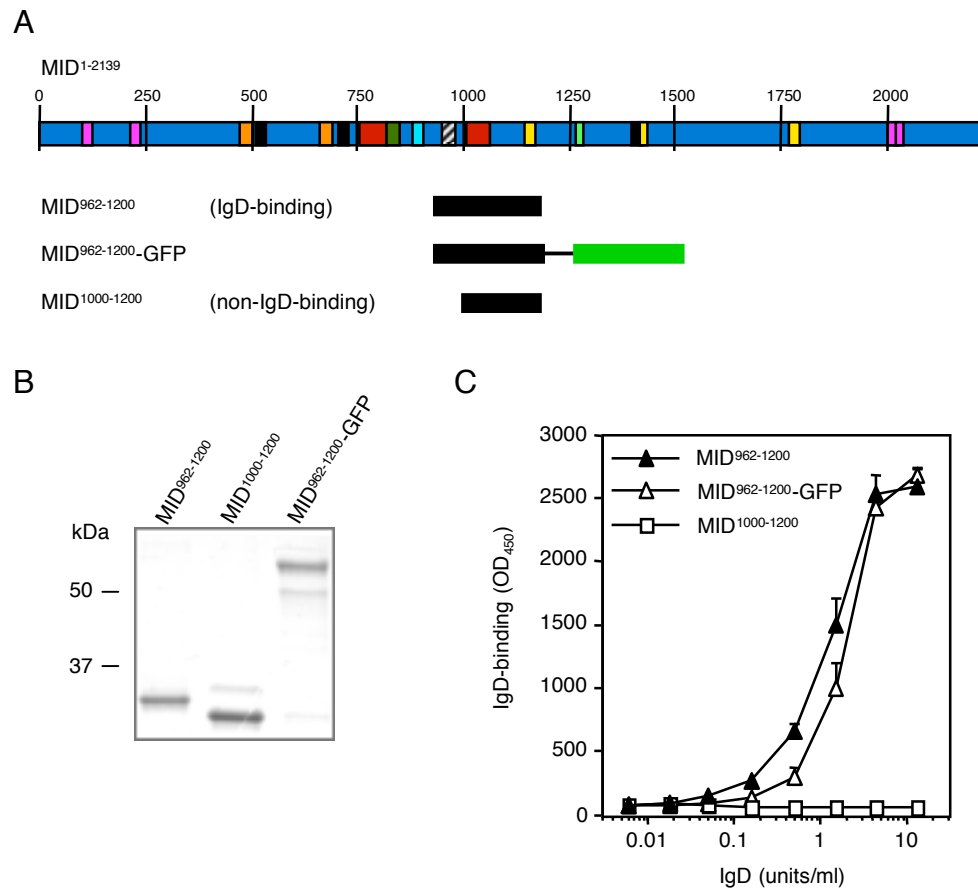 A
MID1-2139
0 250 500 750 1000 1250 1500 1750 2000
MID962-1200 (IgD-binding)
MID962-1200-GFP
MID1000-1200 (non-IgD-binding)
B
MID962-1200
MID1000-1200
MID962-1200-GFP
kDa
50
37
C
3000
2500
2000
1500
1000
500
0
IgD-binding (OD450)
MID962-1200
MID962-1200-GFP
MID1000-1200
0.01 0.1 1 10
IgD (units/ml)